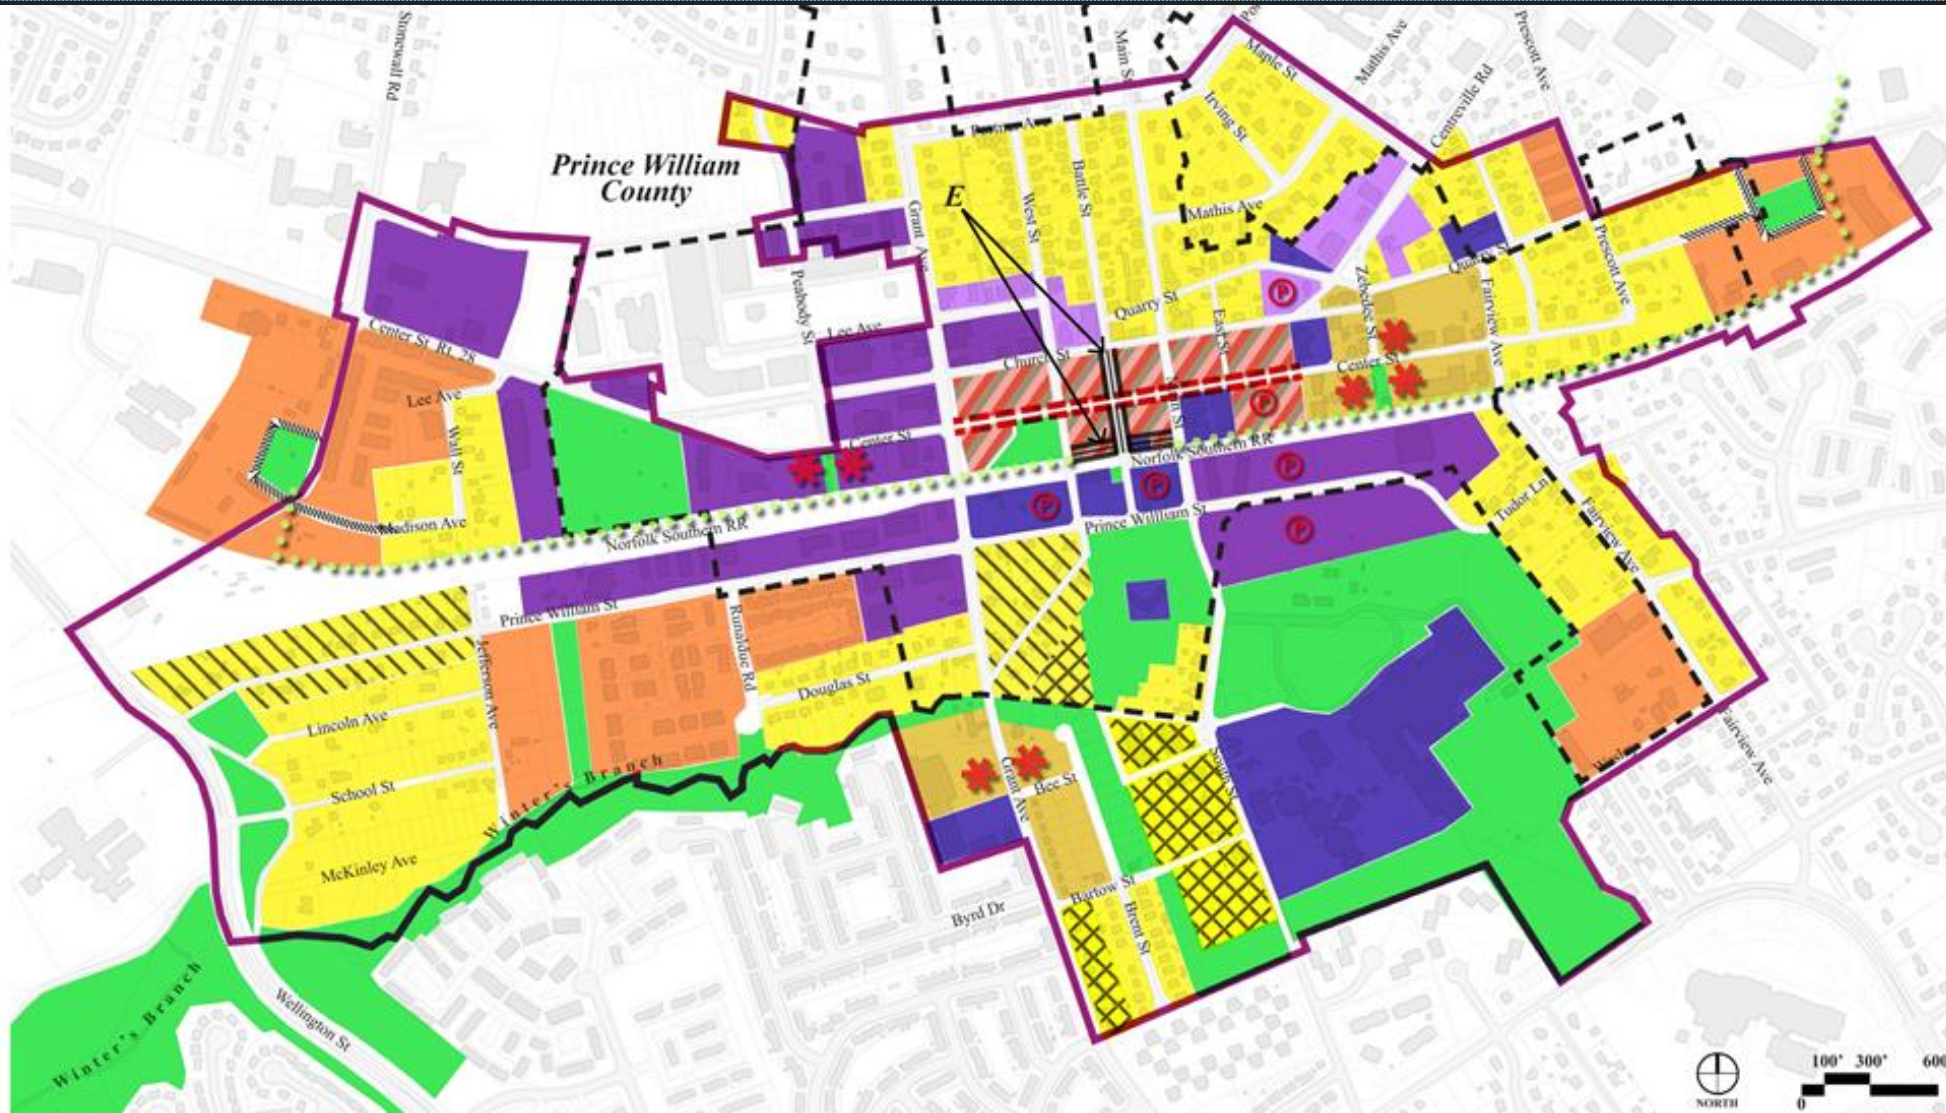 Stonewall Rd
Main St
Maple St
Mathis Ave
Prescott Ave
Centreville Rd
Irving St
Prince William
County
E
Battle St
West St
Grant Ave
Mathis Ave
Prescott Ave
Quarry St
Peabody St
Zebedee St
Fairview Ave
P
Quarry St
East St
Center St Rt. 28
Lee Ave
Church St
Center St
Lee Ave
P
Center St
Wall St
Norfolk Southern RR
P
P
P
Tudor Ln
Fairview Ave
Madison Ave
Norfolk Southern RR
Prince William St
P
Prince William St
Jefferson Ave
Runaldue Rd
Douglas St
Lincoln Ave
Fairview Ave
School St
Winter's Branch
Grant Ave
Bee St
McKinley Ave
Bartow St
Byrd Dr
Brent St
Winter's Branch
Wellington St
NORTH
100' 300' 600
0